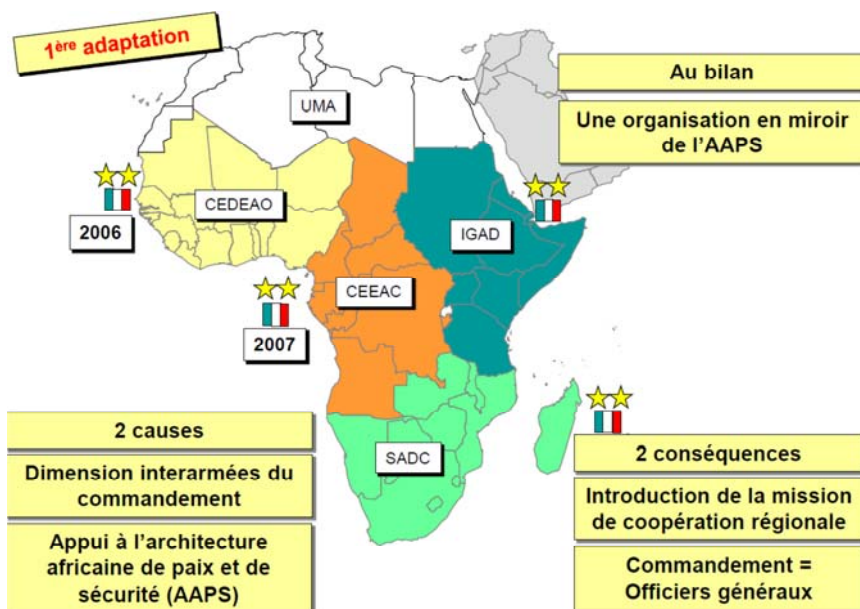 1ère adaptation
Au bilan
Une organisation en miroir
de l’AAPS
UMA
CEDEAO
2006
IGAD
CEEAC
2007
SADC
2 causes
Dimension interarmées du
commandement
Appui à l’architecture
africaine de paix et de
sécurité (AAPS)
2 conséquences
Introduction de la mission
de coopération régionale
Commandement =
Officiers généraux